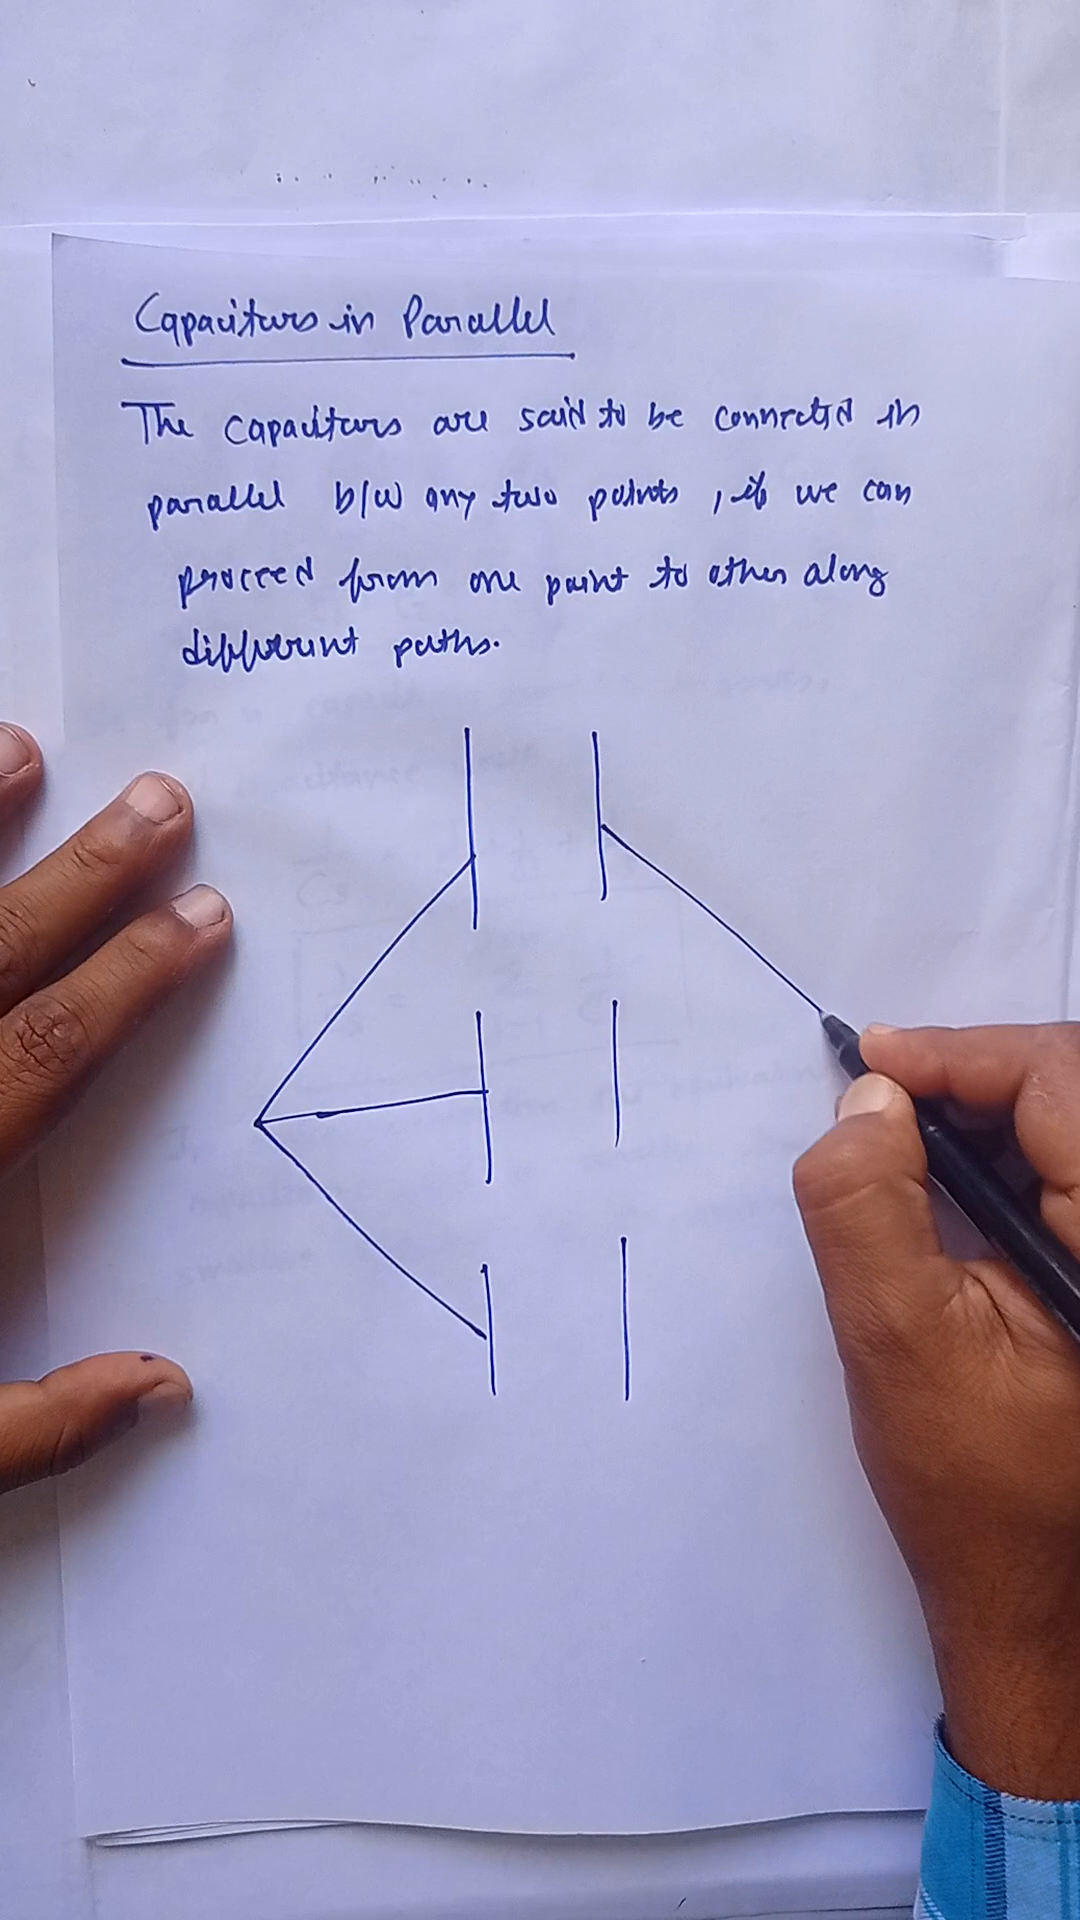 Capacitors in Parallel
The Capacitors are said to be connected in
parallel b/w any two points, if we can
proceed from one point to other along
different paths.